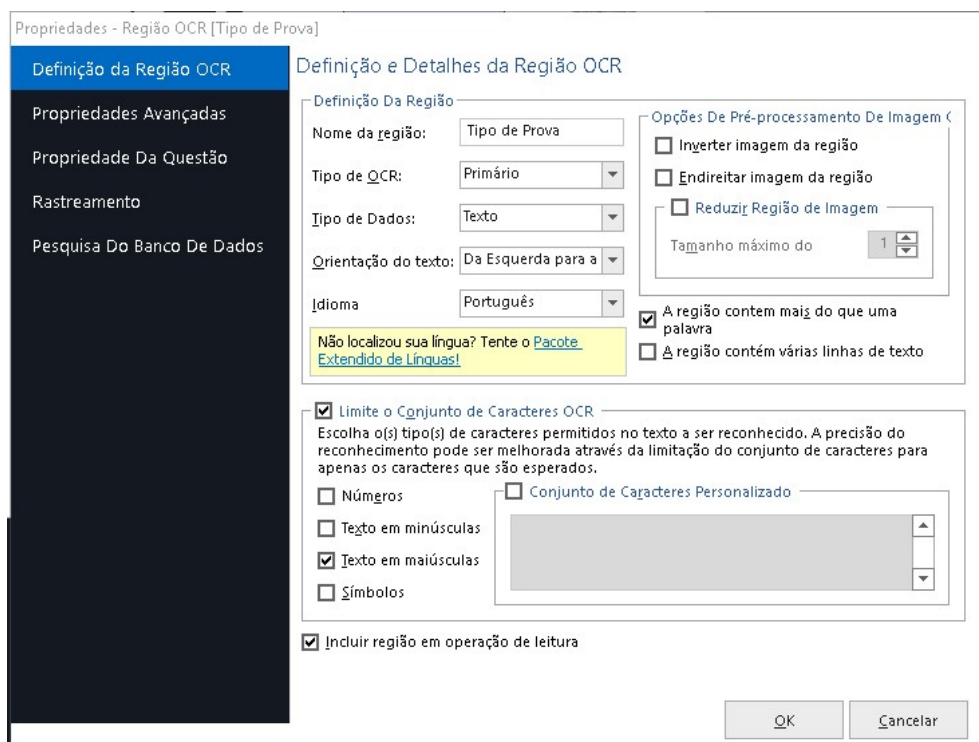 Propriedades - Região OCR [Tipo de Prova]
Definição da Região OCR
Propriedades Avançadas
Propriedade Da Questão
Rastreamento
Pesquisa Do Banco De Dados
Definição e Detalhes da Região OCR
Definição Da Região
Nome da região: Tipo de Prova
Tipo de OCR: Primário
Tipo de Dados: Texto
Orientação do texto: Da Esquerda para a
Idioma Português
Não localizou sua língua? Tente o Pacote
Extendido de Línguas!
Opções De Pré-processamento De Imagem
Inverter imagem da região
Endireitar imagem da região
Reduzir Região de Imagem
Tamanho máximo do 1
A região contem mais do que uma
palavra
A região contém várias linhas de texto
Limite o Conjunto de Caracteres OCR
Escolha o(s) tipo(s) de caracteres permitidos no texto a ser reconhecido. A precisão do
reconhecimento pode ser melhorada através da limitação do conjunto de caracteres para
apenas os caracteres que são esperados.
Números
Texto em minúsculas
Texto em maiúsculas
Símbolos
Conjunto de Caracteres Personalizado
Incluir região em operação de leitura
OK Cancelar